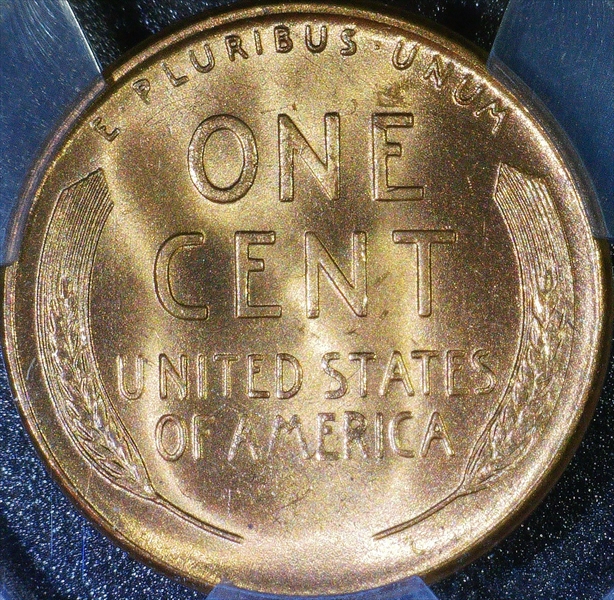 E PLURIBUS · UNUM
ONE
CENT
UNITED STATES
OF AMERICA